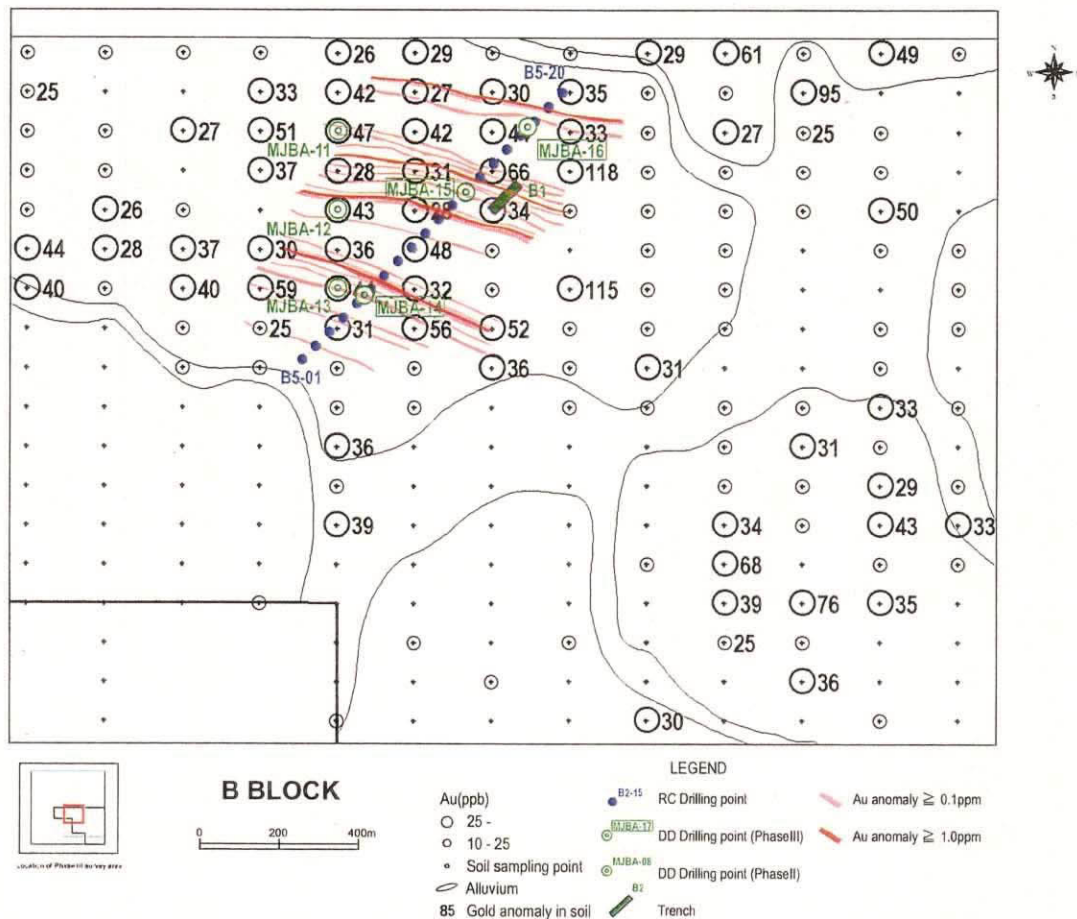 26 29 29 61 49
B5-20
25 33 42 27 30 35 95
N
W
S
27 51 47 42 33 27 25
MJBA-11 MJBA-16
37 28 31 66 118
MJBA-15 B1
26 43 34 50
MJBA-12
44 28 37 30 36 48
40 40 59 32 115
MJBA-13 MJBA-14
25 31 56 52
B5-01 36 31
33
36 31
29
39 34 43 33
68
39 76 35
25
36
30
B BLOCK
0 200 400m
Location of Phase III survey area
LEGEND
Au(ppb)
25 -
10 - 25
Soil sampling point
Alluvium
85 Gold anomaly in soil
B2-15 RC Drilling point
MJBA-17 DD Drilling point (PhaseIII)
MJBA-08 DD Drilling point (PhaseII)
B2 Trench
Au anomaly ≧ 0.1ppm
Au anomaly ≧ 1.0ppm